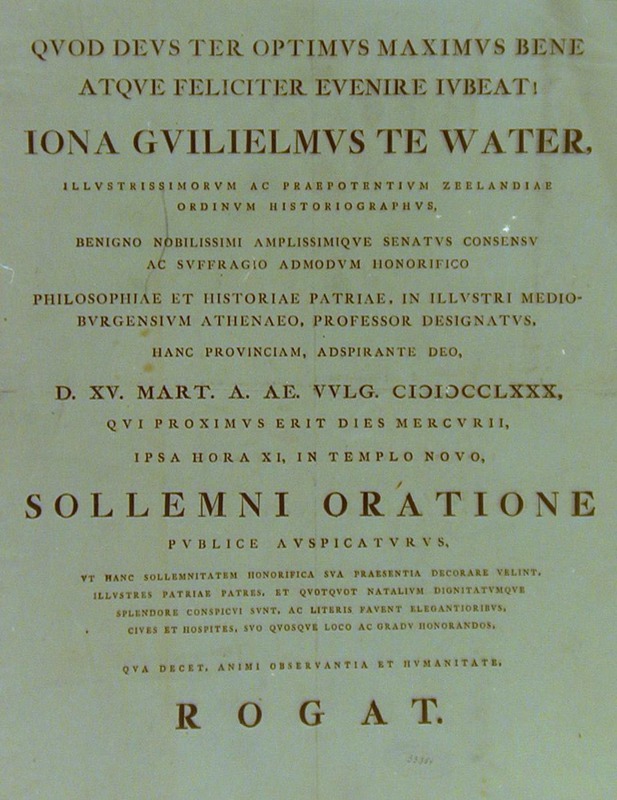 QVOD DEVS TER OPTIMVS MAXIMVS BENE
ATQVE FELICITER EVENIRE IVBEAT!
IONA GVILIELMVS TE WATER,
ILLVSTRISSIMORVM AC PRAEPOTENTIVM ZEELANDIAE
ORDINVM HISTORIOGRAPHVS,
BENIGNO NOBILISSIMI AMPLISSIMIQVE SENATVS CONSENSV
AC SVFFRAGIO ADMODVM HONORIFICO
PHILOSOPHIAE ET HISTORIAE PATRIAE, IN ILLVSTRI MEDIO-
BVRGENSIVM ATHENAEO, PROFESSOR DESIGNATVS,
HANC PROVINCIAM, ADSPIRANTE DEO,
D. XV. MART. A. AE. VVLG. CIƆIƆCCLXXX,
QVI PROXIMVS ERIT DIES MERCVRII,
IPSA HORA XI, IN TEMPLO NOVO,
SOLLEMNI ORATIONE
PVBLICE AVSPICATVRVS,
VT HANC SOLLEMNITATEM HONORIFICA SVA PRAESENTIA DECORARE VELINT,
ILLVSTRES PATRIAE PATRES, ET QVOTQVOT NATALIVM DIGNITATVMQVE
SPLENDORE CONSPICVI SVNT, AC LITERIS FAVENT ELEGANTIORIBVS,
CIVES ET HOSPITES, SVO QVOSQVE LOCO AC GRADV HONORANDOS,
QVA DECET, ANIMI OBSERVANTIA ET HVMANITATE,
ROGAT.